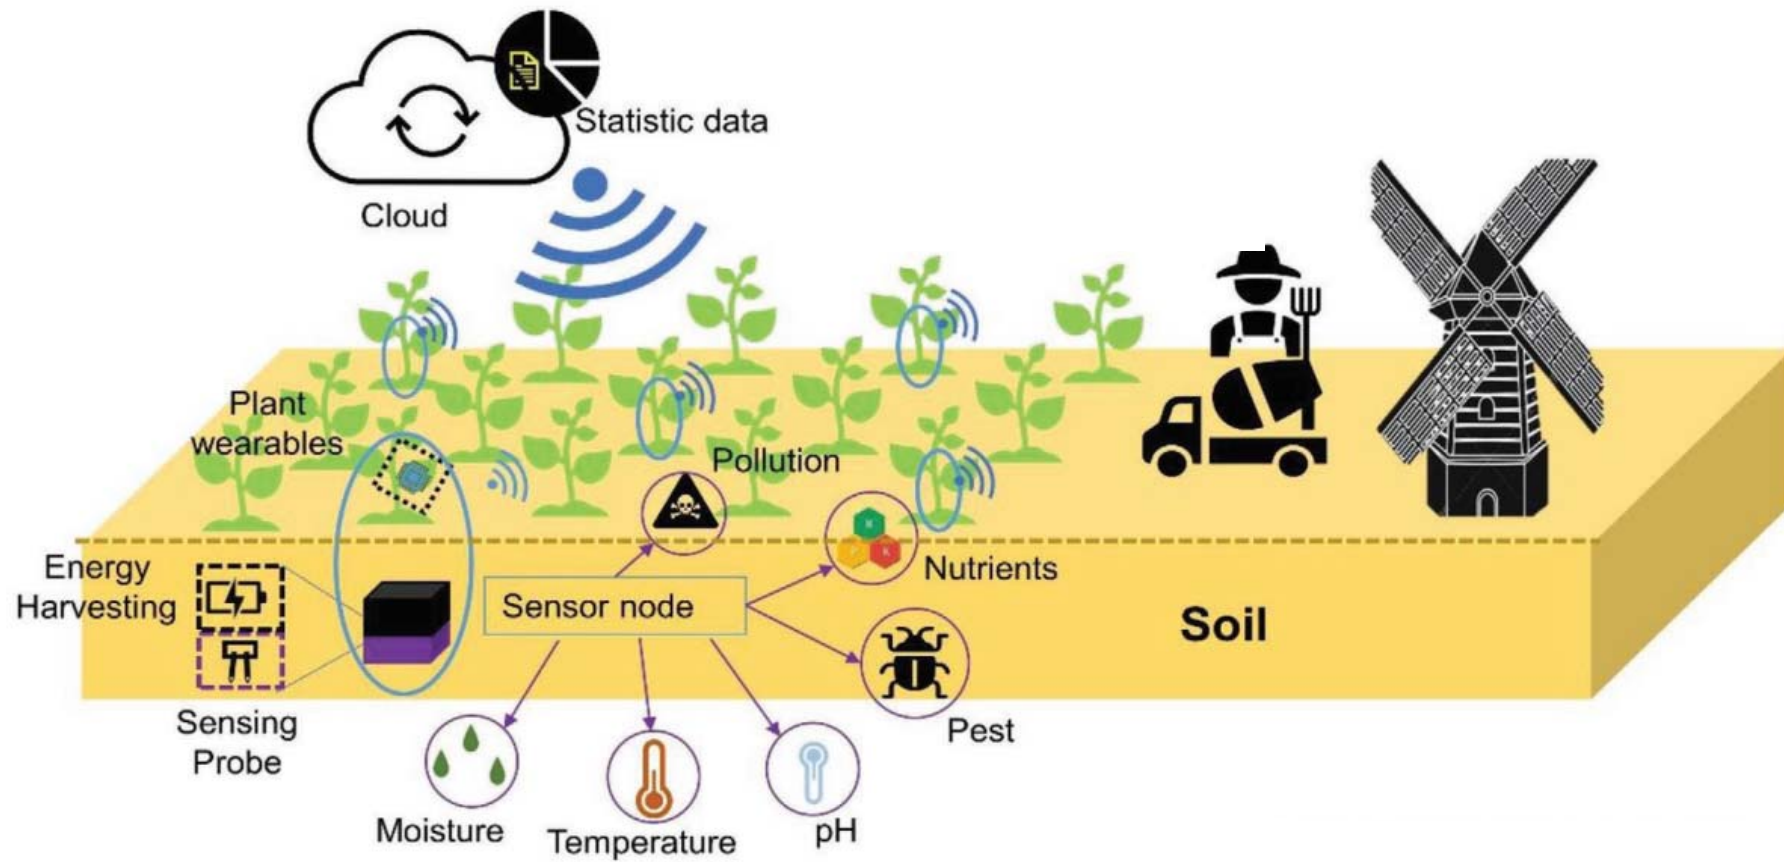 Statistic data
Cloud
Plant
wearables
Pollution
Energy
Harvesting
Nutrients
Sensor node
Soil
Sensing
Probe
Pest
Moisture
Temperature
pH